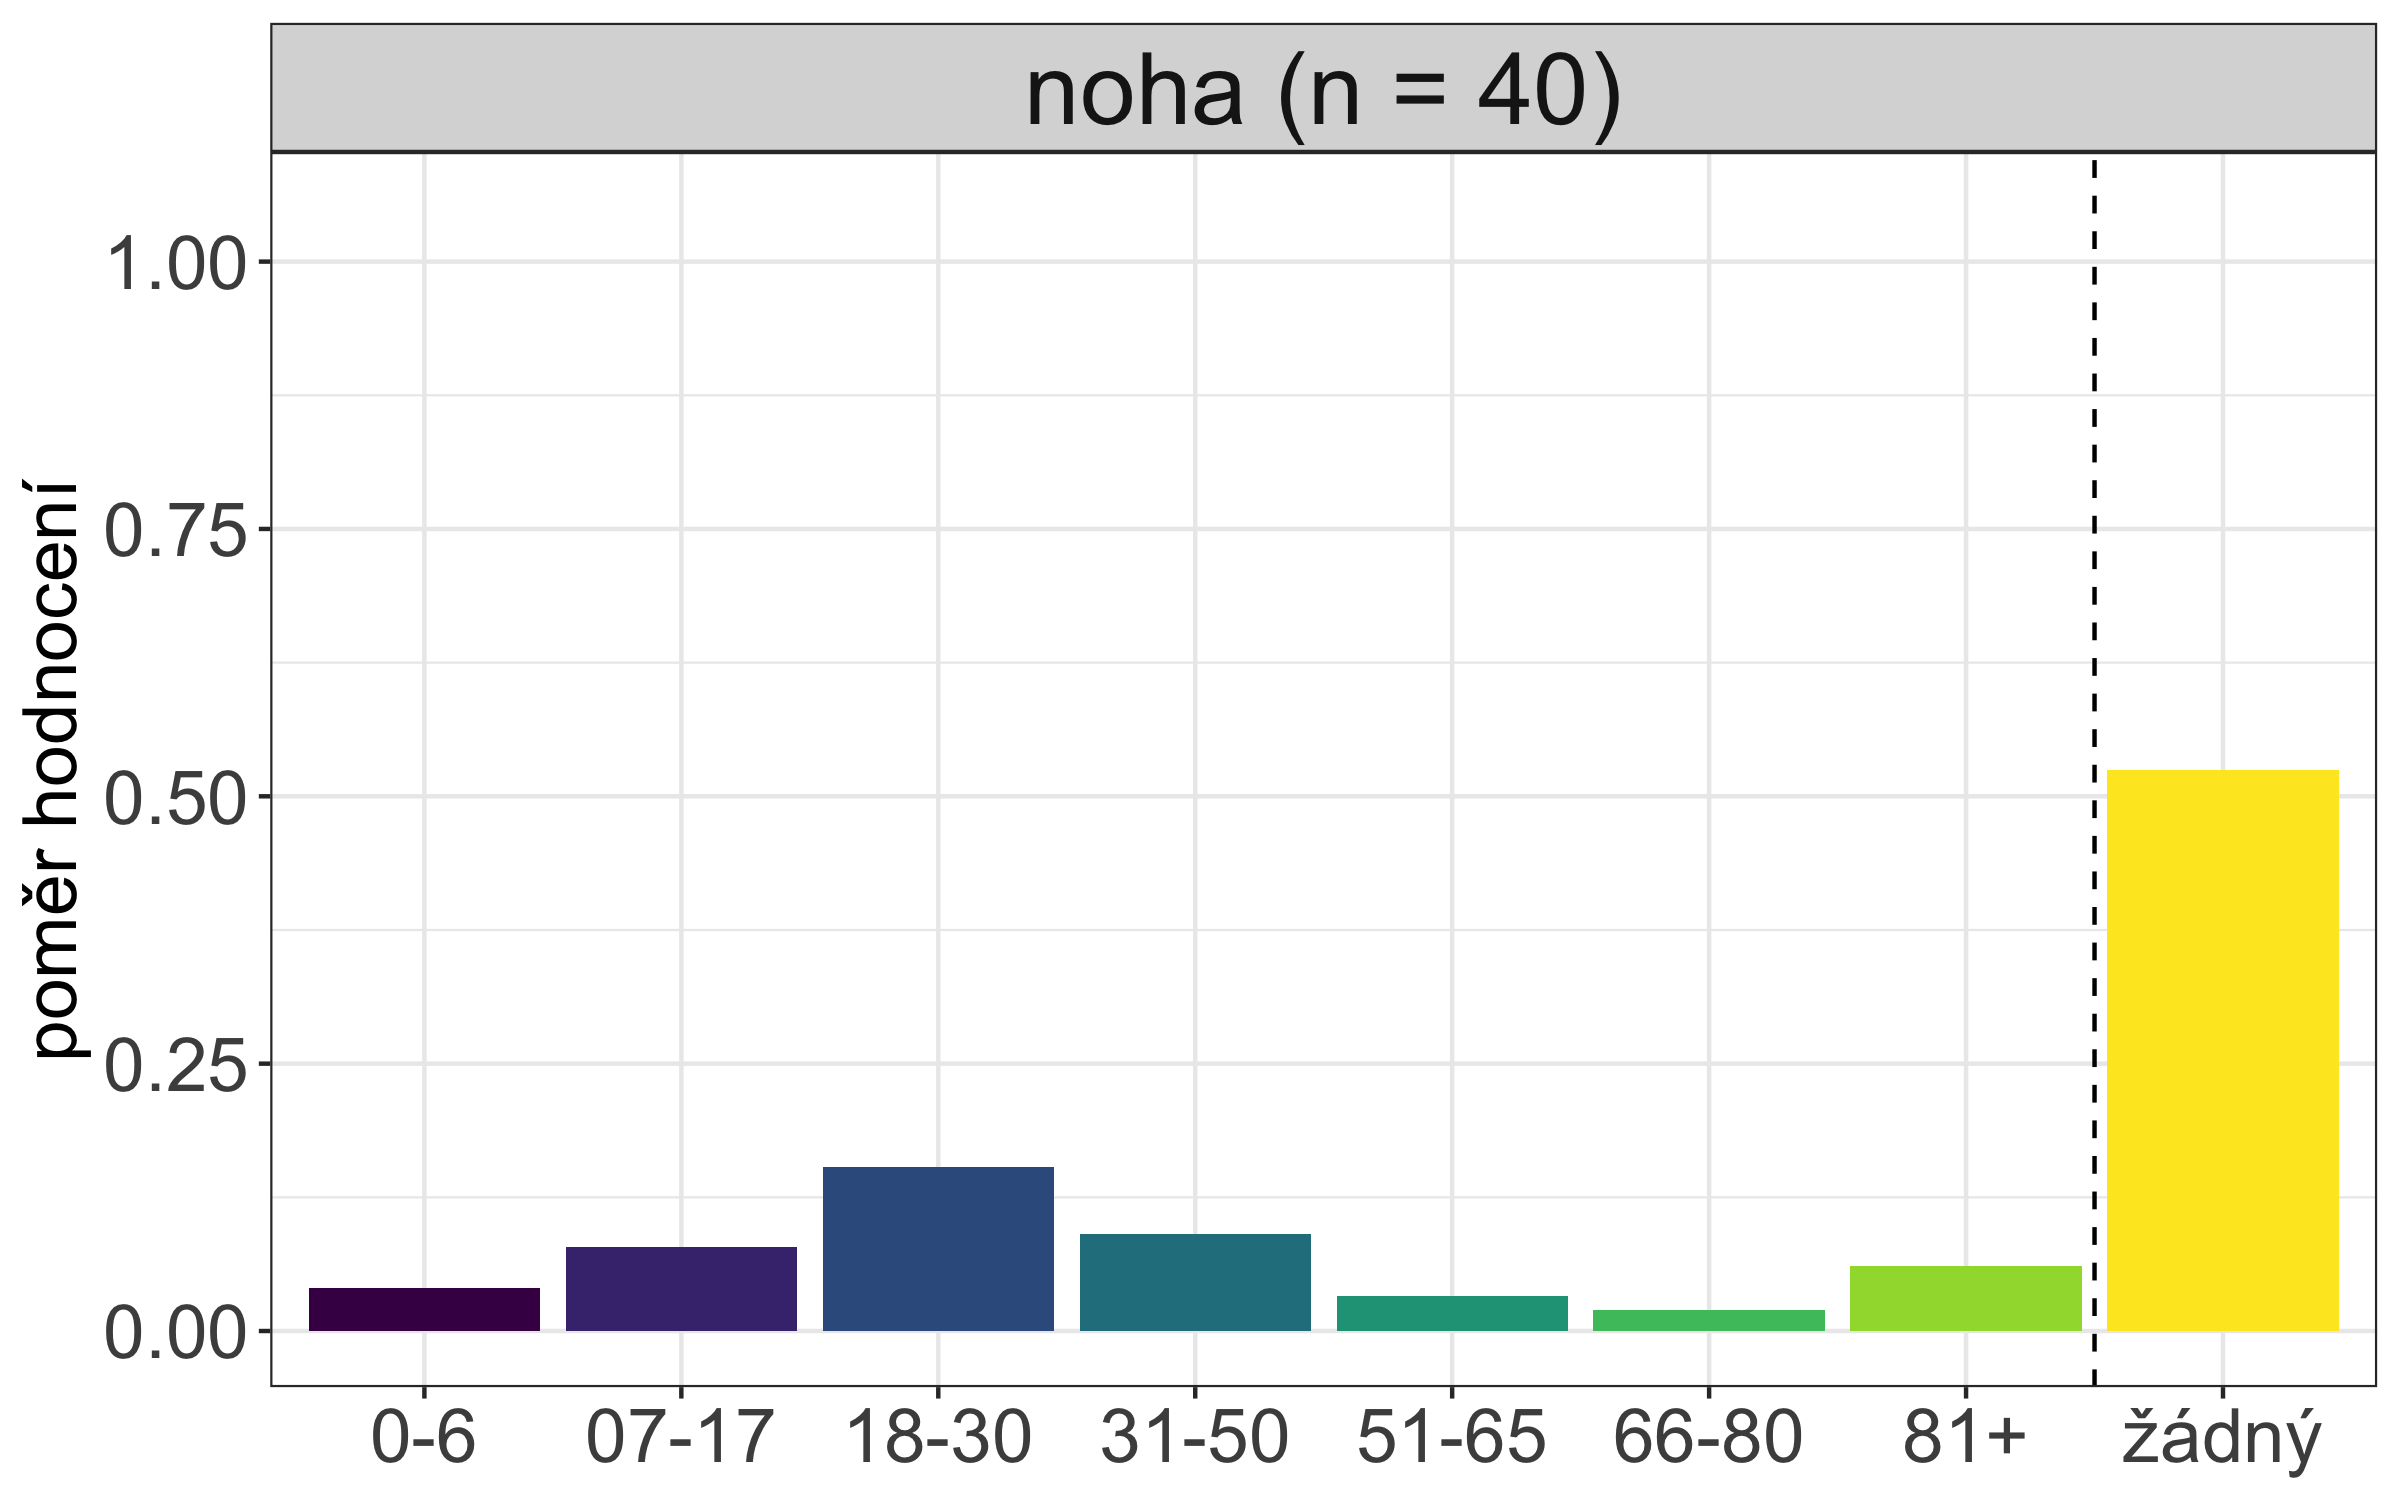 noha (n = 40)
poměr hodnocení
1.00
0.75
0.50
0.25
0.00
0-6 07-17 18-30 31-50 51-65 66-80 81+ žádný